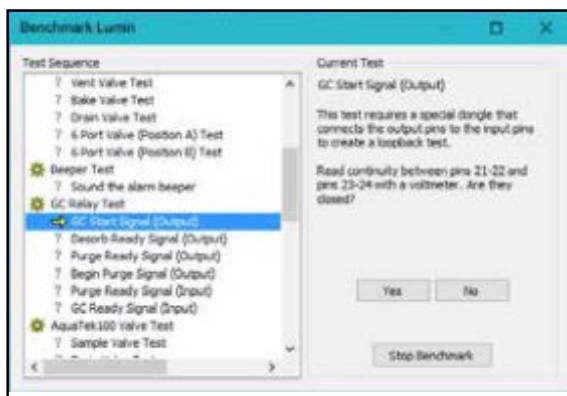 Benchmark Lumin
Test Sequence
? Vent Valve Test
? Bake Valve Test
? Drain Valve Test
? 6-Port Valve (Position A) Test
? 6-Port Valve (Position B) Test
Beeper Test
? Sound the alarm beeper
GC Relay Test
GC Start Signal (Output)
? Desorb Ready Signal (Output)
? Purge Ready Signal (Output)
? Begin Purge Signal (Output)
? Purge Ready Signal (Input)
? GC Ready Signal (Input)
AquaTek100 Valve Test
? Sample Valve Test
Current Test
GC Start Signal (Output)
This test requires a special dongle that
connects the output pins to the input pins
to create a loopback test.
Read continuity between pins 21-22 and
pins 23-24 with a voltmeter. Are they
closed?
Yes
No
Stop Benchmark